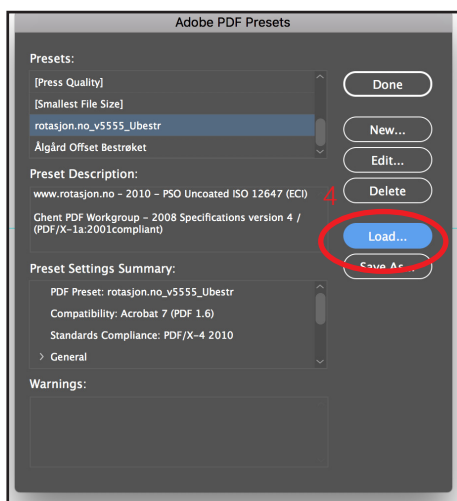 Adobe PDF Presets
Presets:
[Press Quality]
[Smallest File Size]
rotasjon.no_v5555_Ubestr
Ålgård Offset Bestrøket
Preset Description:
www.rotasjon.no - 2010 - PSO Uncoated ISO 12647 (ECI)
Ghent PDF Workgroup - 2008 Specifications version 4 /
(PDF/X-1a:2001compliant)
Preset Settings Summary:
PDF Preset: rotasjon.no_v5555_Ubestr
Compatibility: Acrobat 7 (PDF 1.6)
Standards Compliance: PDF/X-4 2010
> General
Warnings:
Done
New...
Edit...
Delete
1
Load...
Save As...